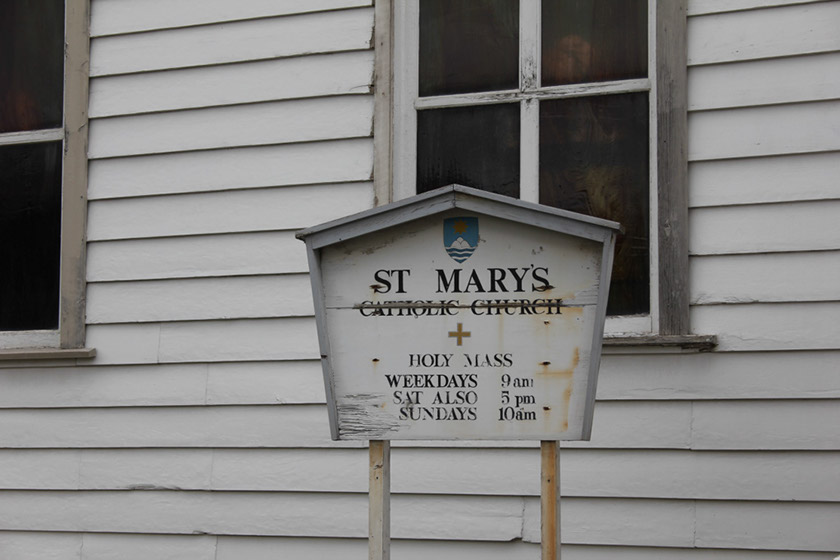 ST MARY'S
CATHOLIC CHURCH
HOLY MASS
WEEKDAYS 9am
SAT ALSO 5 pm
SUNDAYS 10am